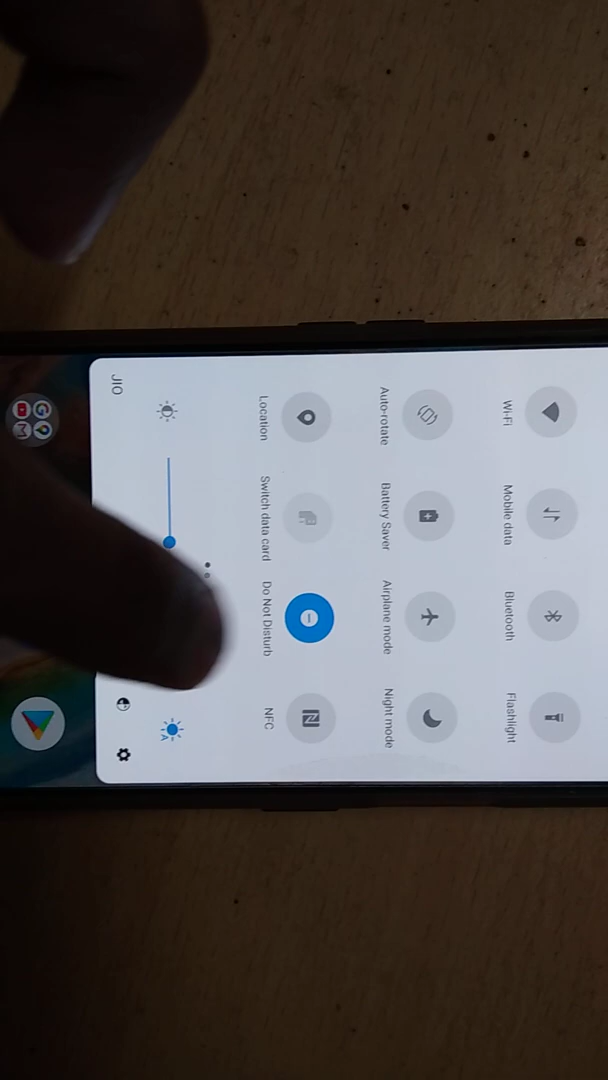 Wi-Fi
Mobile data
Bluetooth
Flashlight
Auto-rotate
Battery Saver
Airplane mode
Night mode
Location
Switch data card
Do Not Disturb
NFC
A
JIO